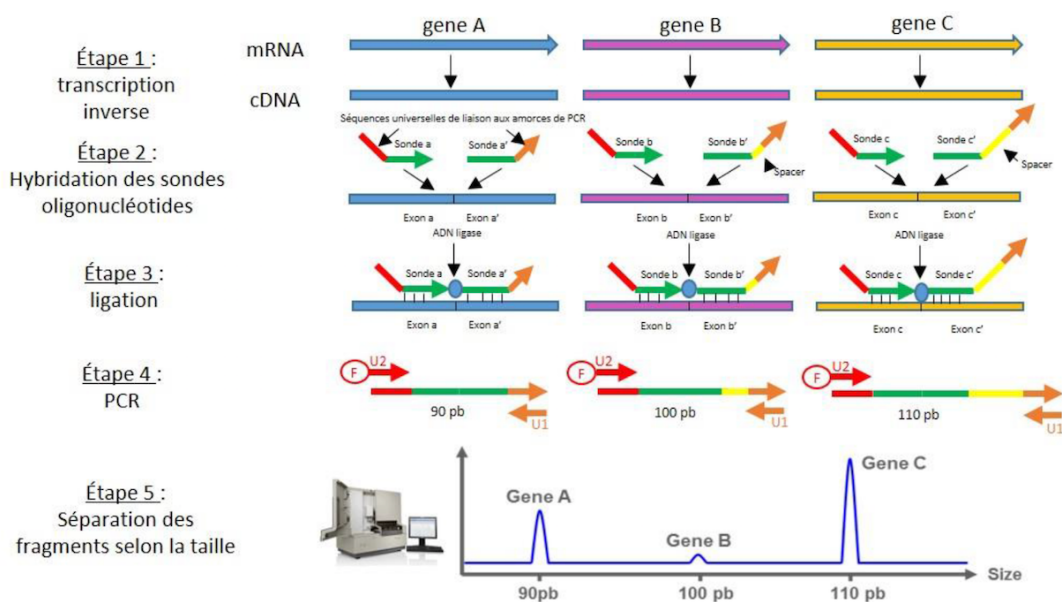 gene A
gene B
gene C
Étape 1 :
transcription
inverse
mRNA
cDNA
Séquences universelles de liaison aux amorces de PCR
Étape 2 :
Hybridation des sondes
oligonucléotides
Sonde a
Sonde a'
Sonde b
Sonde b'
Spacer
Sonde c
Sonde c'
Spacer
Exon a
Exon a'
Exon b
Exon b'
Exon c
Exon c'
ADN ligase
ADN ligase
ADN ligase
Étape 3 :
ligation
Sonde a
Sonde a'
Sonde b
Sonde b'
Sonde c
Sonde c'
Exon a
Exon a'
Exon b
Exon b'
Exon c
Exon c'
Étape 4 :
PCR
F
U2
90 pb
U1
F
U2
100 pb
U1
F
U2
110 pb
U1
Étape 5 :
Séparation des
fragments selon la taille
Gene A
Gene B
Gene C
Size
90pb
100 pb
110 pb